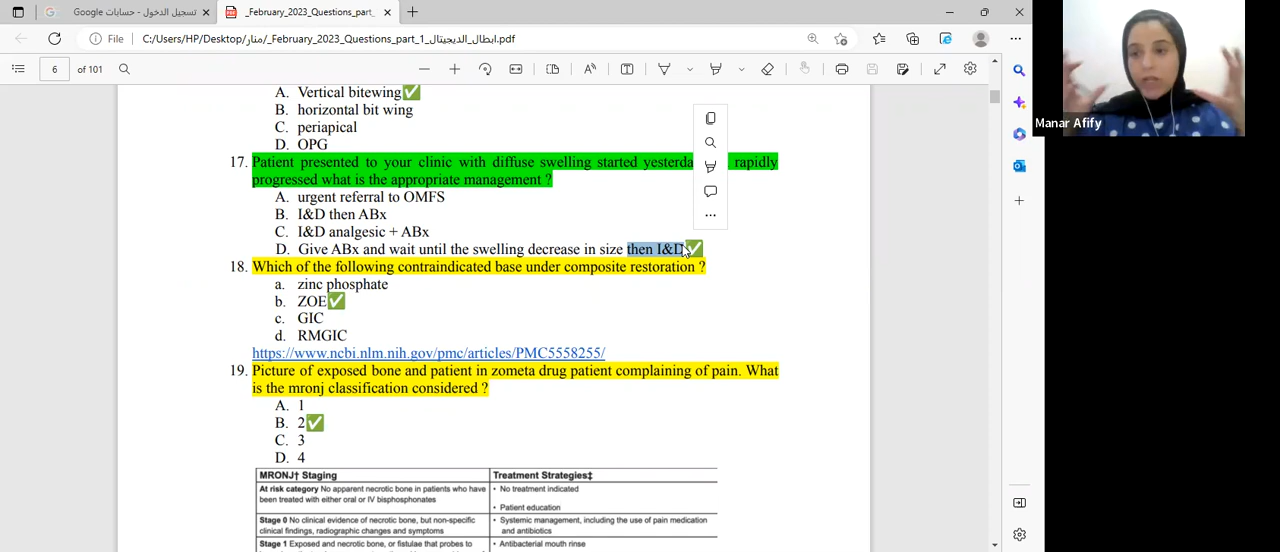 تسجيل الدخول - حسابات Google
_February_2023_Questions_part_
File
C:/Users/HP/Desktop/منار/_February_2023_Questions_part_1_ابطال_الديجيتال.pdf
6 of 101
Manar Afify
A. Vertical bitewing✅
B. horizontal bit wing
C. periapical
D. OPG
17. Patient presented to your clinic with diffuse swelling started yesterda rapidly
progressed what is the appropriate management ?
A. urgent referral to OMFS
B. I&D then ABx
C. I&D analgesic + ABx
D. Give ABx and wait until the swelling decrease in size then I&D✅
18. Which of the following contraindicated base under composite restoration ?
a. zinc phosphate
b. ZOE✅
c. GIC
d. RMGIC
https://www.ncbi.nlm.nih.gov/pmc/articles/PMC5558255/
19. Picture of exposed bone and patient in zometa drug patient complaining of pain. What
is the mronj classification considered ?
A. 1
B. 2✅
C. 3
D. 4
MRONJ† Staging
Treatment Strategies‡
At risk category No apparent necrotic bone in patients who have
been treated with either oral or IV bisphosphonates
• No treatment indicated
• Patient education
Stage 0 No clinical evidence of necrotic bone, but non-specific
clinical findings, radiographic changes and symptoms
• Systemic management, including the use of pain medication
and antibiotics
Stage 1 Exposed and necrotic bone, or fistulae that probes to
• Antibacterial mouth rinse